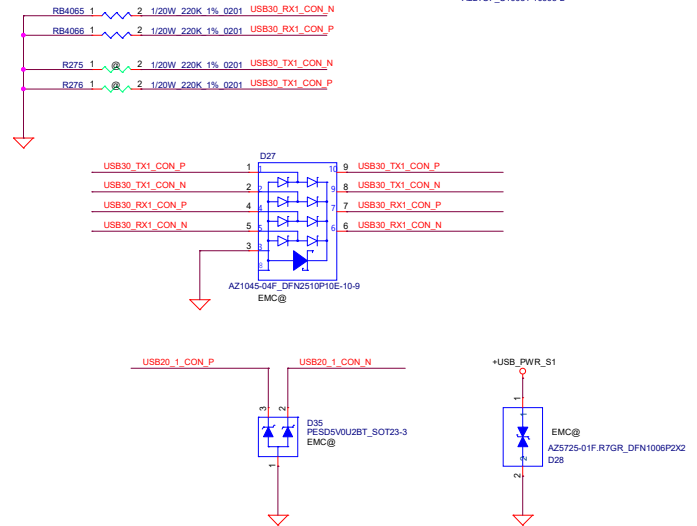 RB4065 1 2 1/20W_220K_1%_0201 USB30_RX1_CON_N
RB4066 1 2 1/20W_220K_1%_0201 USB30_RX1_CON_P
R275 1 @ 2 1/20W_220K_1%_0201 USB30_TX1_CON_N
R276 1 @ 2 1/20W_220K_1%_0201 USB30_TX1_CON_P
D27
USB30_TX1_CON_P 1 1 10 9 USB30_TX1_CON_P
USB30_TX1_CON_N 2 2 9 8 USB30_TX1_CON_N
USB30_RX1_CON_P 4 4 7 7 USB30_RX1_CON_P
USB30_RX1_CON_N 5 5 6 6 USB30_RX1_CON_N
3 3
8
AZ1045-04F_DFN2510P10E-10-9
EMC@
USB20_1_CON_P USB20_1_CON_N
+USB_PWR_S1
3 2
D35
PESD5V0U2BT_SOT23-3
EMC@
1
1
1
EMC@
AZ5725-01F.R7GR_DFN1006P2X2
D28
2
2